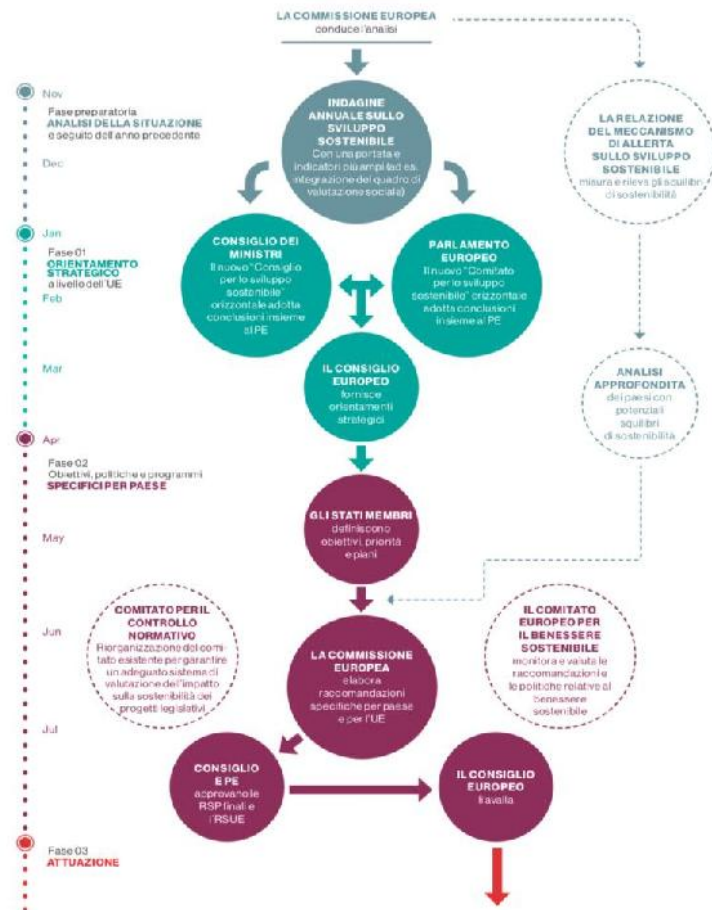 LA COMMISSIONE EUROPEA
conduce l'analisi
Nov
Fase preparatoria
ANALISI DELLA SITUAZIONE
e seguito dell'anno precedente
Dec
INDAGINE
ANNUALE SULLO
SVILUPPO
SOSTENIBILE
Con una portata e
indicatori più ampi (ad es.
integrazione del quadro di
valutazione sociale)
LA RELAZIONE
DEL MECCANISMO
DI ALLERTA
SULLO SVILUPPO
SOSTENIBILE
misura e rileva gli squilibri
di sostenibilità
Jan
Fase 01
ORIENTAMENTO
STRATEGICO
a livello dell'UE
Feb
CONSIGLIO DEI
MINISTRI
Il nuovo "Consiglio
per lo sviluppo
sostenibile"
orizzontale adotta
conclusioni insieme
al PE
PARLAMENTO
EUROPEO
Il nuovo "Comitato
per lo sviluppo
sostenibile" orizzontale
adotta conclusioni
insieme al PE
Mar
IL CONSIGLIO
EUROPEO
fornisce
orientamenti
strategici
ANALISI
APPROFONDITA
dei paesi con
potenziali
squilibri
di sostenibilità
Apr
Fase 02
Obiettivi, politiche e programmi
SPECIFICI PER PAESE
May
GLI STATI MEMBRI
definiscono
obiettivi, priorità
e piani
Jun
COMITATO PER IL
CONTROLLO
NORMATIVO
Riorganizzazione del comi-
tato esistente per garantire
un adeguato sistema di
valutazione dell'impatto
sulla sostenibilità dei
progetti legislativi
LA COMMISSIONE
EUROPEA
elabora
raccomandazioni
specifiche per paese
e per l'UE
IL COMITATO
EUROPEO PER
IL BENESSERE
SOSTENIBILE
monitora e valuta le
raccomandazioni e
le politiche relative al
benessere
sostenibile
Jul
CONSIGLIO
E PE
approvano le
RSP finali e
l'RSUE
IL CONSIGLIO
EUROPEO
li avalla
Fase 03
ATTUAZIONE